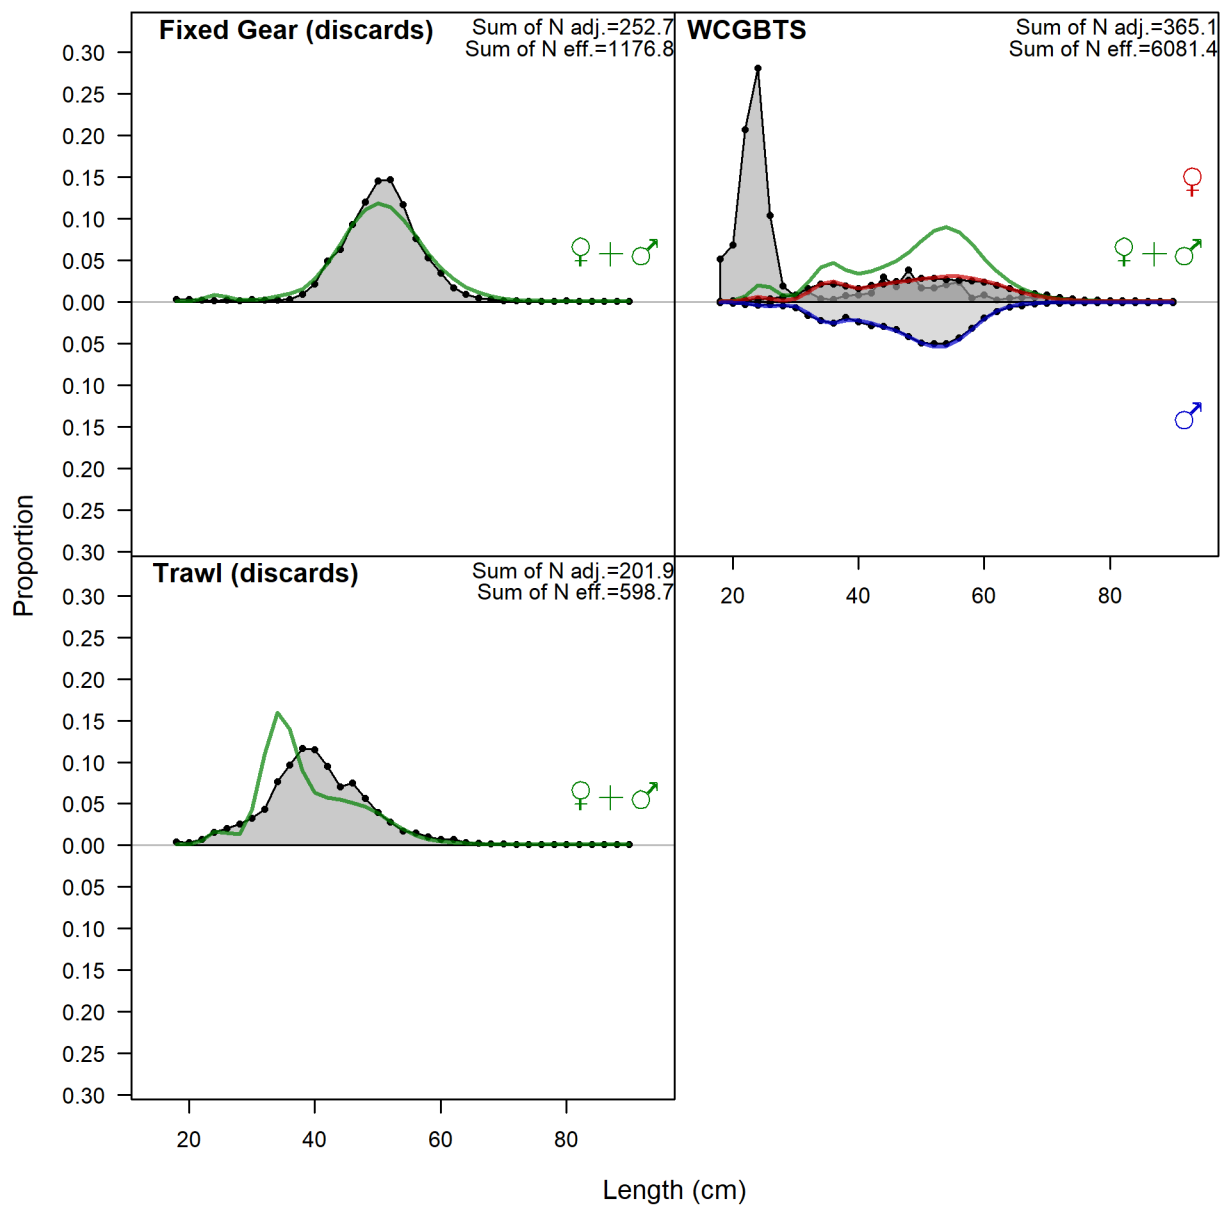 Fixed Gear (discards)
Sum of N adj.=252.7
Sum of N eff.=1176.8
WCGBTS
Sum of N adj.=365.1
Sum of N eff.=6081.4
0.30
0.25
0.20
0.15
0.10
0.05
0.00
0.05
0.10
0.15
0.20
0.25
0.30
♀+♂
♀
♀+♂
♂
Trawl (discards)
Sum of N adj.=201.9
Sum of N eff.=598.7
20 40 60 80
0.30
0.25
0.20
0.15
0.10
0.05
0.00
0.05
0.10
0.15
0.20
0.25
0.30
♀+♂
20 40 60 80
Proportion
Length (cm)